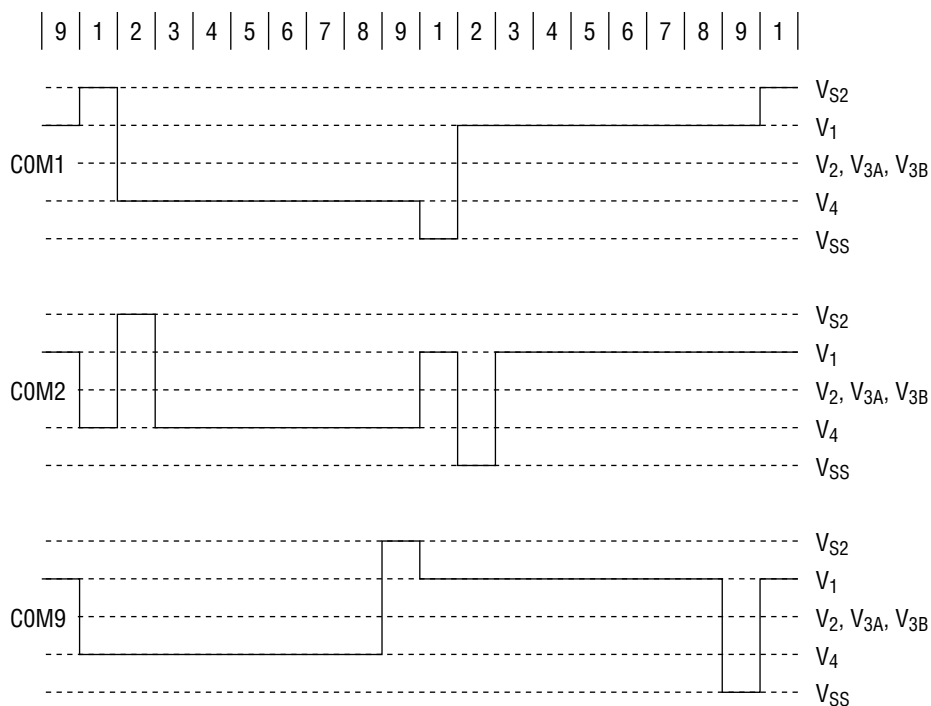 9 1 2 3 4 5 6 7 8 9 1 2 3 4 5 6 7 8 9 1
VS2
V1
COM1 V2, V3A, V3B
V4
VSS
VS2
V1
COM2 V2, V3A, V3B
V4
VSS
VS2
V1
COM9 V2, V3A, V3B
V4
VSS